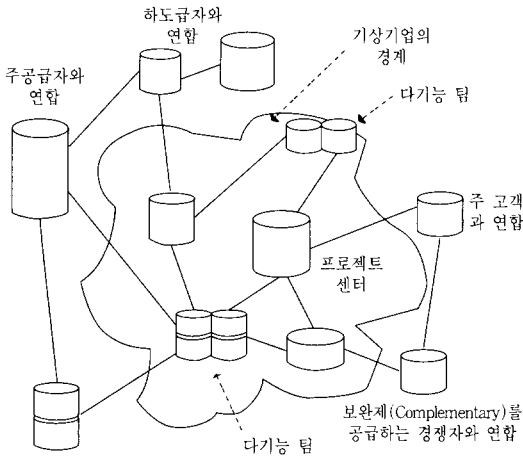 하도급자와
연합
기상기업의
경계
주공급자와
연합
다기능 팀
주 고객
과 연합
프로젝트
센터
보완제(Complementary)를
공급하는 경쟁자와 연합
다기능 팀